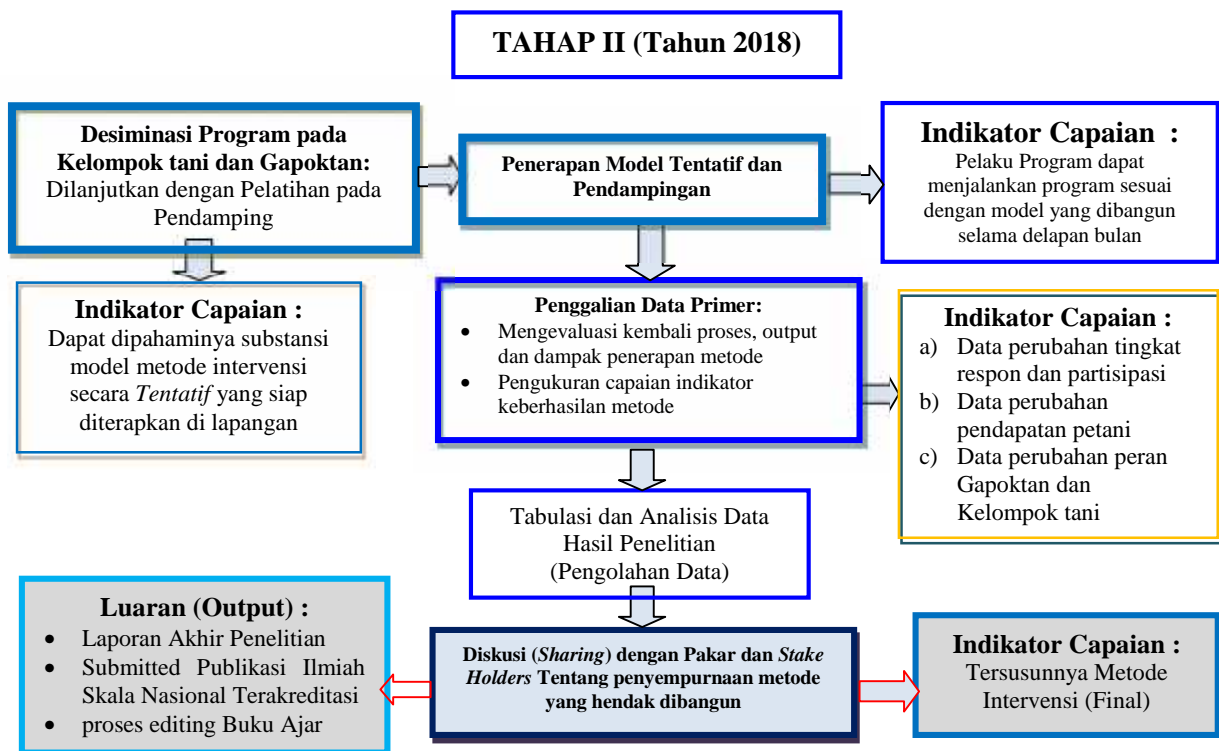 TAHAP II (Tahun 2018)
Desiminasi Program pada
Kelompok tani dan Gapoktan:
Dilanjutkan dengan Pelatihan pada
Pendamping
Penerapan Model Tentatif dan
Pendampingan
Indikator Capaian :
Pelaku Program dapat
menjalankan program sesuai
dengan model yang dibangun
selama delapan bulan
Indikator Capaian :
Dapat dipahaminya substansi
model metode intervensi
secara Tentatif yang siap
diterapkan di lapangan
Penggalian Data Primer:
• Mengevaluasi kembali proses, output
dan dampak penerapan metode
• Pengukuran capaian indikator
keberhasilan metode
Indikator Capaian :
a) Data perubahan tingkat
respon dan partisipasi
b) Data perubahan
pendapatan petani
c) Data perubahan peran
Gapoktan dan
Kelompok tani
Tabulasi dan Analisis Data
Hasil Penelitian
(Pengolahan Data)
Luaran (Output) :
• Laporan Akhir Penelitian
• Submitted Publikasi Ilmiah
Skala Nasional Terakreditasi
• proses editing Buku Ajar
Diskusi (Sharing) dengan Pakar dan Stake
Holders Tentang penyempurnaan metode
yang hendak dibangun
Indikator Capaian :
Tersusunnya Metode
Intervensi (Final)